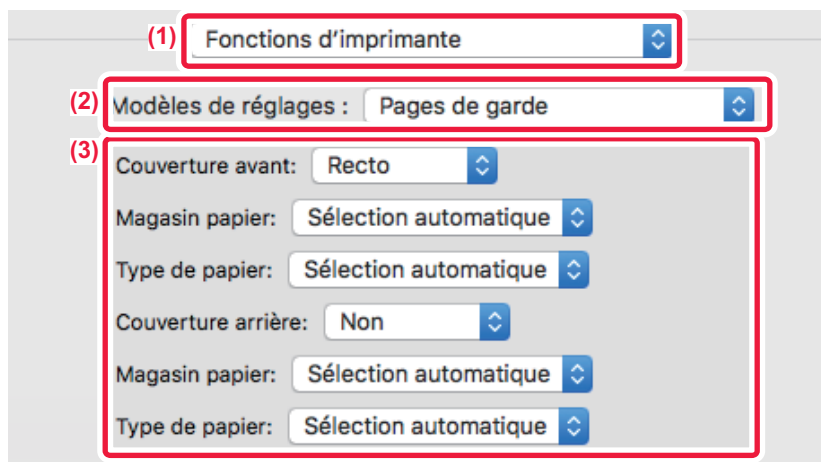 (1) Fonctions d'imprimante
(2) Modèles de réglages : Pages de garde
(3)
Couverture avant: Recto
Magasin papier: Sélection automatique
Type de papier: Sélection automatique
Couverture arrière: Non
Magasin papier: Sélection automatique
Type de papier: Sélection automatique